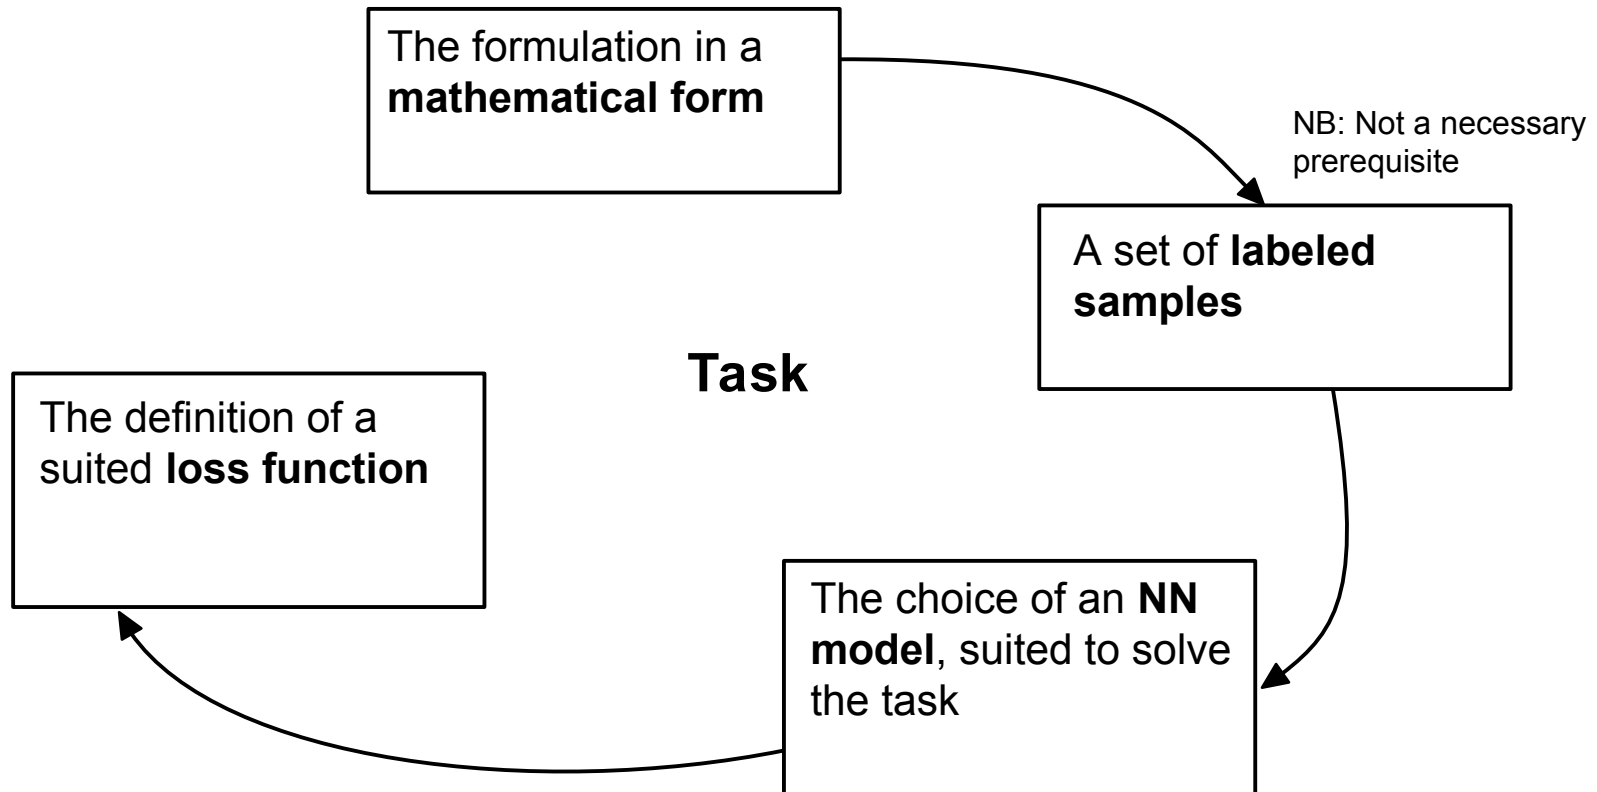 The formulation in a
mathematical form
NB: Not a necessary
prerequisite
A set of labeled
samples
Task
The definition of a
suited loss function
The choice of an NN
model, suited to solve
the task